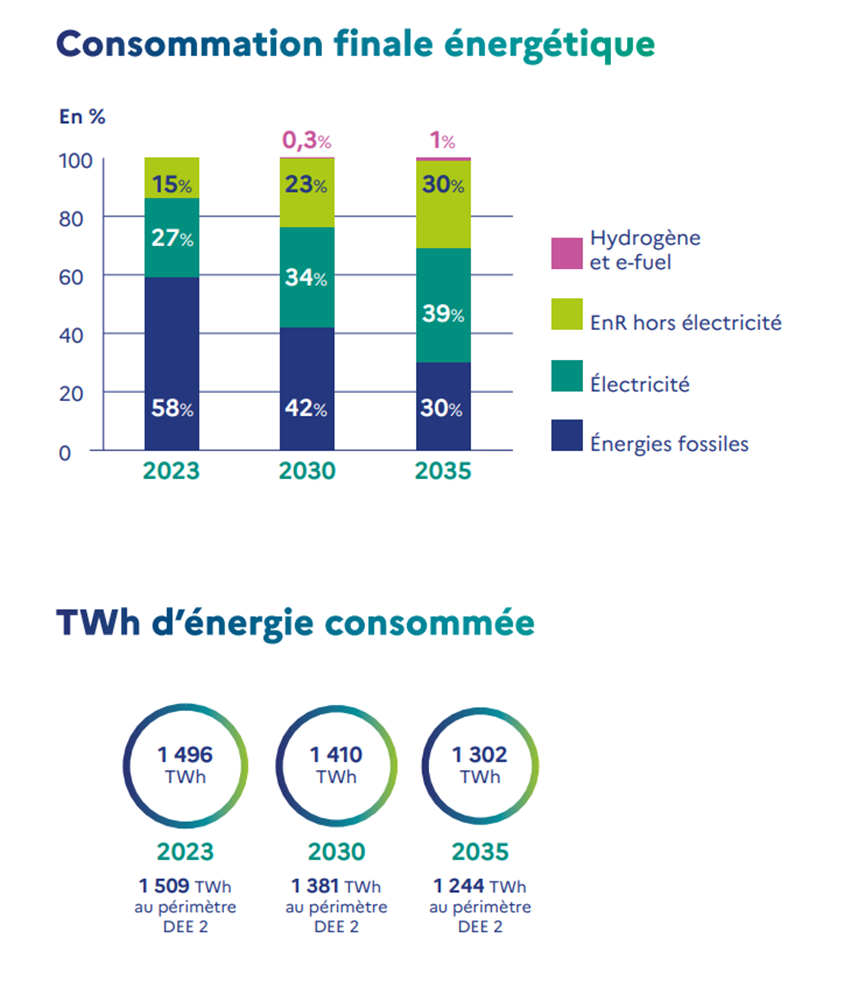 Consommation finale énergétique
En %
0,3%
1%
100
80
60
40
20
0
15%
27%
58%
23%
34%
42%
30%
39%
30%
2023
2030
2035
Hydrogène
et e-fuel
EnR hors électricité
Électricité
Énergies fossiles
TWh d’énergie consommée
1 496
TWh
2023
1 509 TWh
au périmètre
DEE 2
1 410
TWh
2030
1 381 TWh
au périmètre
DEE 2
1 302
TWh
2035
1 244 TWh
au périmètre
DEE 2